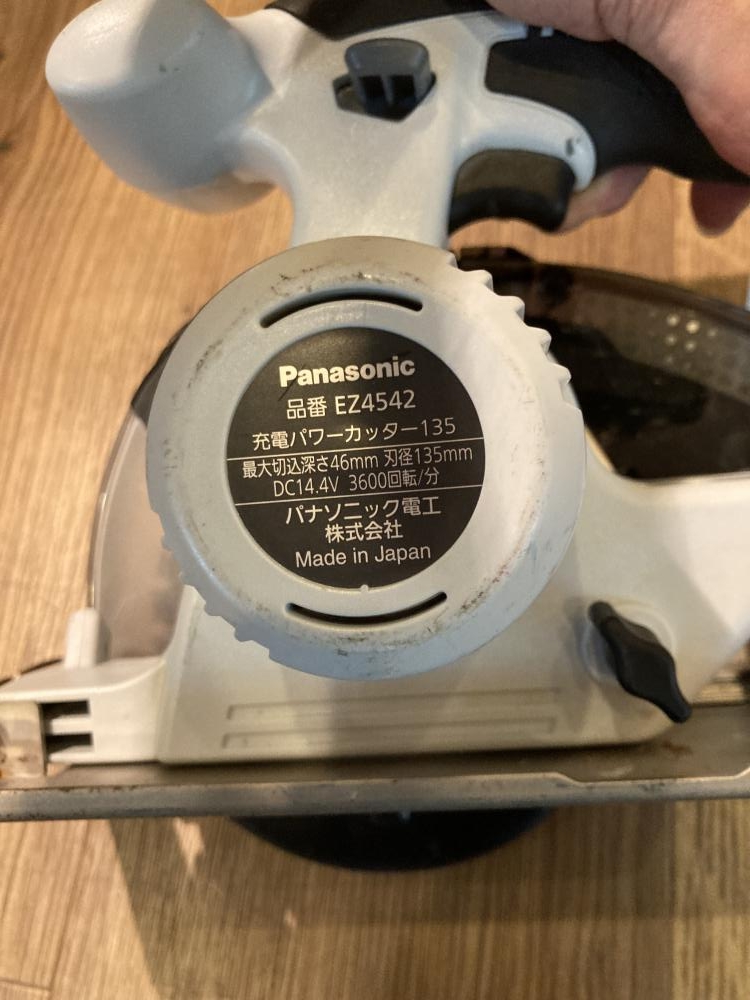 Panasonic
品番 EZ4542
充電パワーカッター135
最大切込深さ46mm 刃径135mm
DC14.4V 3600回転/分
パナソニック電工
株式会社
Made in Japan